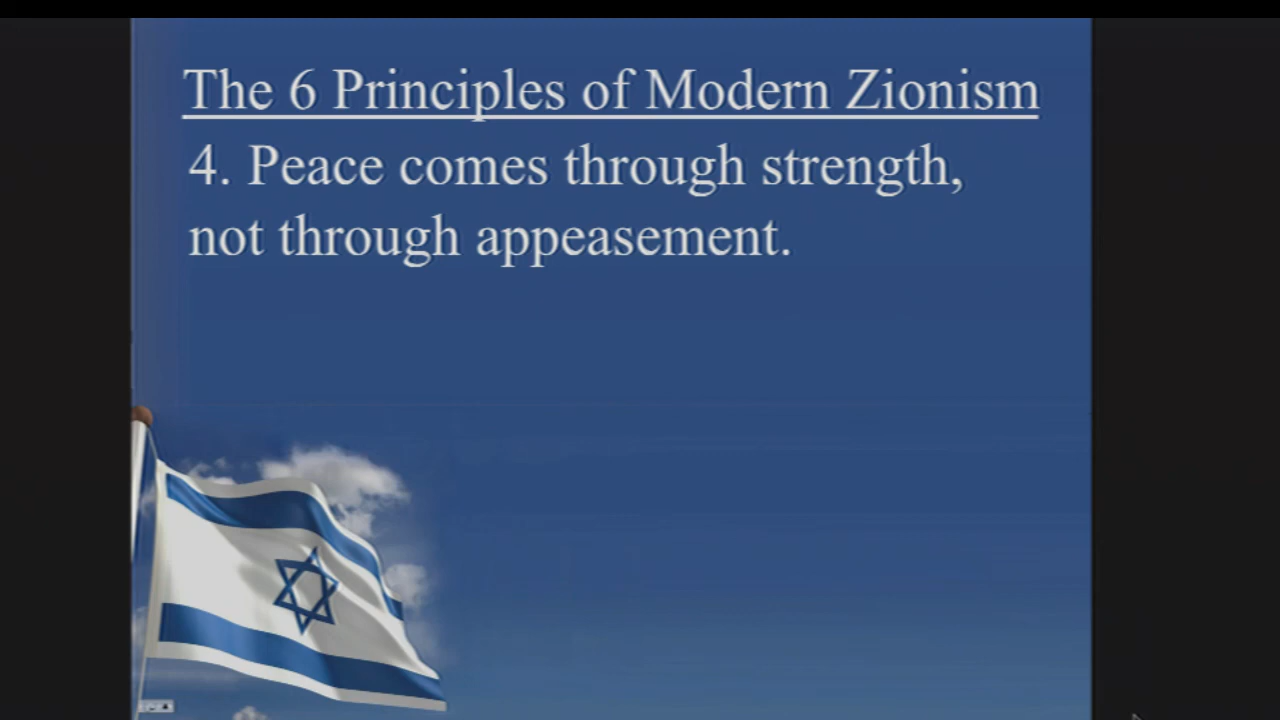 The 6 Principles of Modern Zionism
4. Peace comes through strength,
not through appeasement.